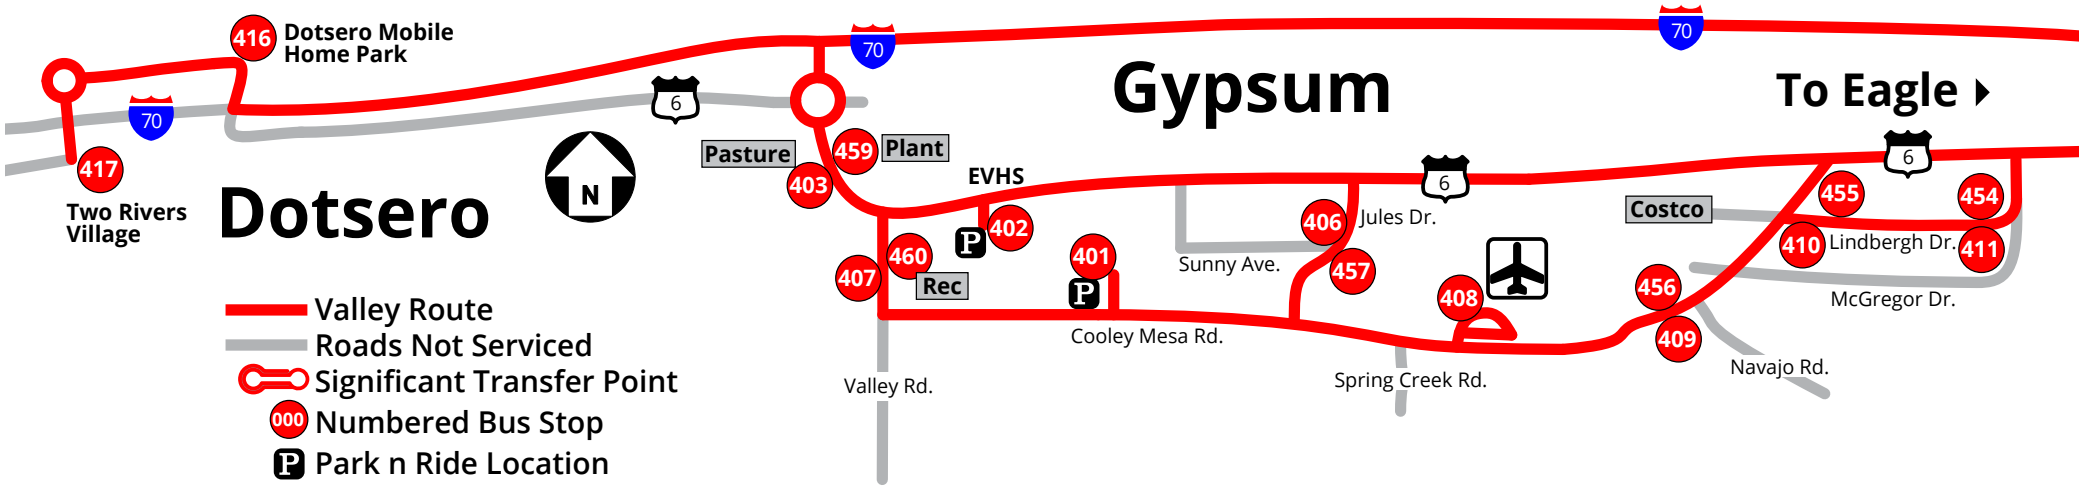 416
Dotsero Mobile
Home Park
70
70
6
70
Gypsum
To Eagle
417
Two Rivers
Village
Dotsero
N
Pasture
459
Plant
403
EVHS
6
6
402
P
460
407
Rec
401
P
406
Jules Dr.
Sunny Ave.
457
Costco
455
454
410
Lindbergh Dr.
411
408
456
McGregor Dr.
409
Cooley Mesa Rd.
Valley Rd.
Spring Creek Rd.
Navajo Rd.
Valley Route
Roads Not Serviced
Significant Transfer Point
000
Numbered Bus Stop
P
Park n Ride Location